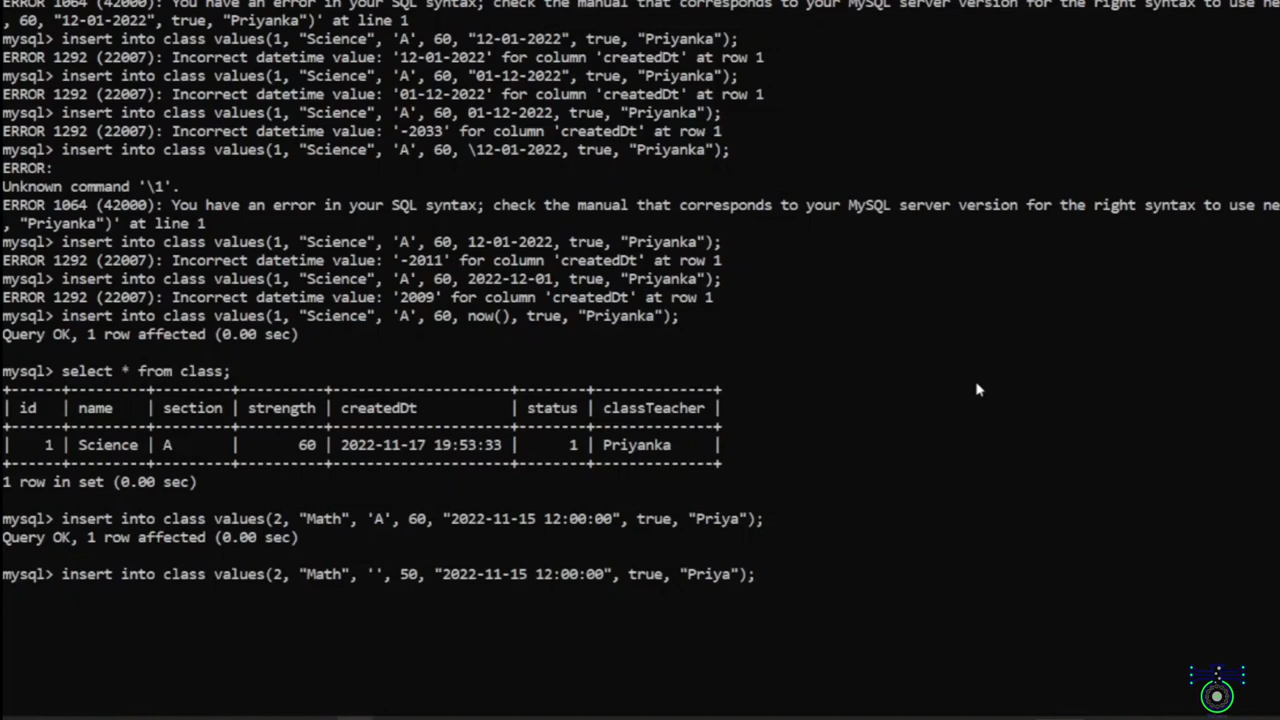 ERROR 1064 (42000): You have an error in your SQL syntax; check the manual that corresponds to your MySQL server version for the right syntax to use ne
, 60, "12-01-2022", true, "Priyanka")' at line 1
mysql> insert into class values(1, "Science", 'A', 60, "12-01-2022", true, "Priyanka");
ERROR 1292 (22007): Incorrect datetime value: '12-01-2022' for column 'createdDt' at row 1
mysql> insert into class values(1, "Science", 'A', 60, "01-12-2022", true, "Priyanka");
ERROR 1292 (22007): Incorrect datetime value: '01-12-2022' for column 'createdDt' at row 1
mysql> insert into class values(1, "Science", 'A', 60, 01-12-2022, true, "Priyanka");
ERROR 1292 (22007): Incorrect datetime value: '-2033' for column 'createdDt' at row 1
mysql> insert into class values(1, "Science", 'A', 60, \12-01-2022, true, "Priyanka");
ERROR:
Unknown command '\1'.
ERROR 1064 (42000): You have an error in your SQL syntax; check the manual that corresponds to your MySQL server version for the right syntax to use ne
, "Priyanka")' at line 1
mysql> insert into class values(1, "Science", 'A', 60, 12-01-2022, true, "Priyanka");
ERROR 1292 (22007): Incorrect datetime value: '-2011' for column 'createdDt' at row 1
mysql> insert into class values(1, "Science", 'A', 60, 2022-12-01, true, "Priyanka");
ERROR 1292 (22007): Incorrect datetime value: '2009' for column 'createdDt' at row 1
mysql> insert into class values(1, "Science", 'A', 60, now(), true, "Priyanka");
Query OK, 1 row affected (0.00 sec)
mysql> select * from class;
+------+---------+---------+----------+---------------------+--------+--------------+
| id | name | section | strength | createdDt | status | classTeacher |
+------+---------+---------+----------+---------------------+--------+--------------+
| 1 | Science | A | 60 | 2022-11-17 19:53:33 | 1 | Priyanka |
+------+---------+---------+----------+---------------------+--------+--------------+
1 row in set (0.00 sec)
mysql> insert into class values(2, "Math", 'A', 60, "2022-11-15 12:00:00", true, "Priya");
Query OK, 1 row affected (0.00 sec)
mysql> insert into class values(2, "Math", '', 50, "2022-11-15 12:00:00", true, "Priya");